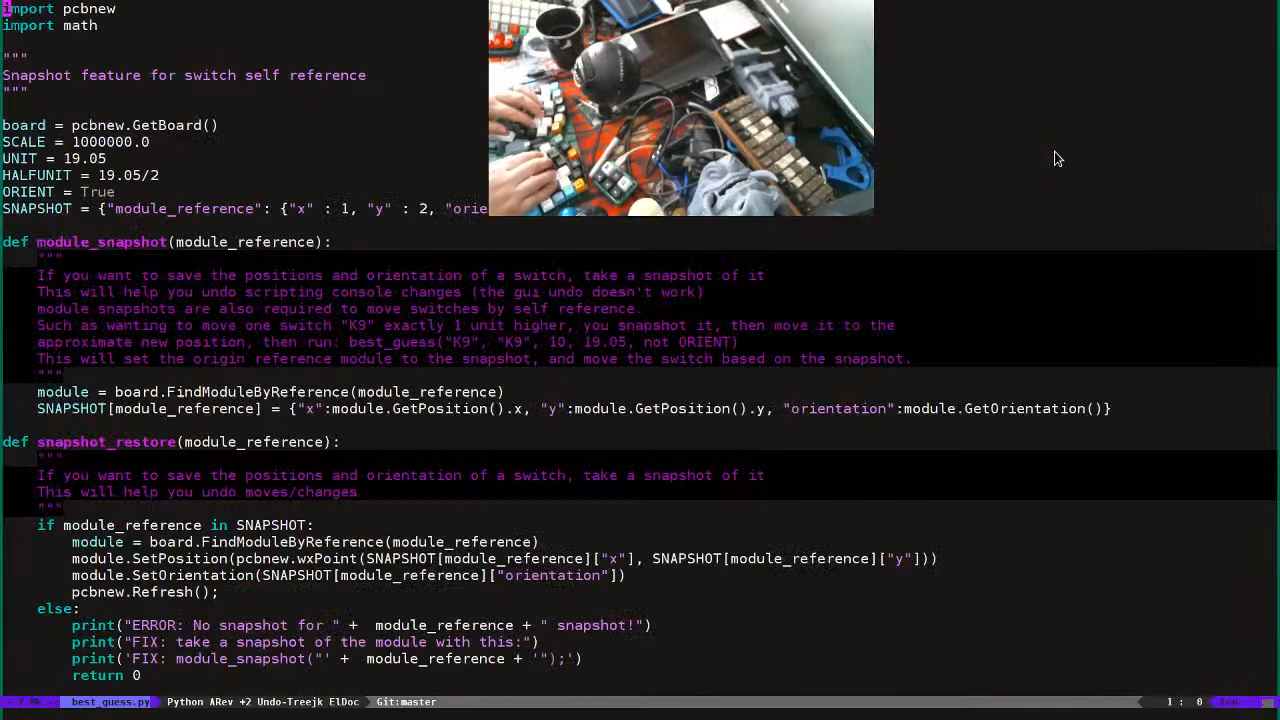 import pcbnew
import math
"""
Snapshot feature for switch self reference
"""
board = pcbnew.GetBoard()
SCALE = 1000000.0
UNIT = 19.05
HALFUNIT = 19.05/2
ORIENT = True
SNAPSHOT = {"module_reference": {"x" : 1, "y" : 2, "orie
def module_snapshot(module_reference):
"""
If you want to save the positions and orientation of a switch, take a snapshot of it
This will help you undo scripting console changes (the gui undo doesn't work)
module snapshots are also required to move switches by self reference.
Such as wanting to move one switch "K9" exactly 1 unit higher, you snapshot it, then move it to the
approximate new position, then run: best_guess("K9", "K9", 10, 19.05, not ORIENT)
This will set the origin reference module to the snapshot, and move the switch based on the snapshot.
"""
module = board.FindModuleByReference(module_reference)
SNAPSHOT[module_reference] = {"x":module.GetPosition().x, "y":module.GetPosition().y, "orientation":module.GetOrientation()}
def snapshot_restore(module_reference):
"""
If you want to save the positions and orientation of a switch, take a snapshot of it
This will help you undo moves/changes
"""
if module_reference in SNAPSHOT:
module = board.FindModuleByReference(module_reference)
module.SetPosition(pcbnew.wxPoint(SNAPSHOT[module_reference]["x"], SNAPSHOT[module_reference]["y"]))
module.SetOrientation(SNAPSHOT[module_reference]["orientation"])
pcbnew.Refresh();
else:
print("ERROR: No snapshot for " +  module_reference + " snapshot!")
print("FIX: take a snapshot of the module with this:")
print('FIX: module_snapshot("' +  module_reference + '");')
return 0
best_guess.py Python ARev +2 Undo-Treejk ElDoc Git:master 1: 0